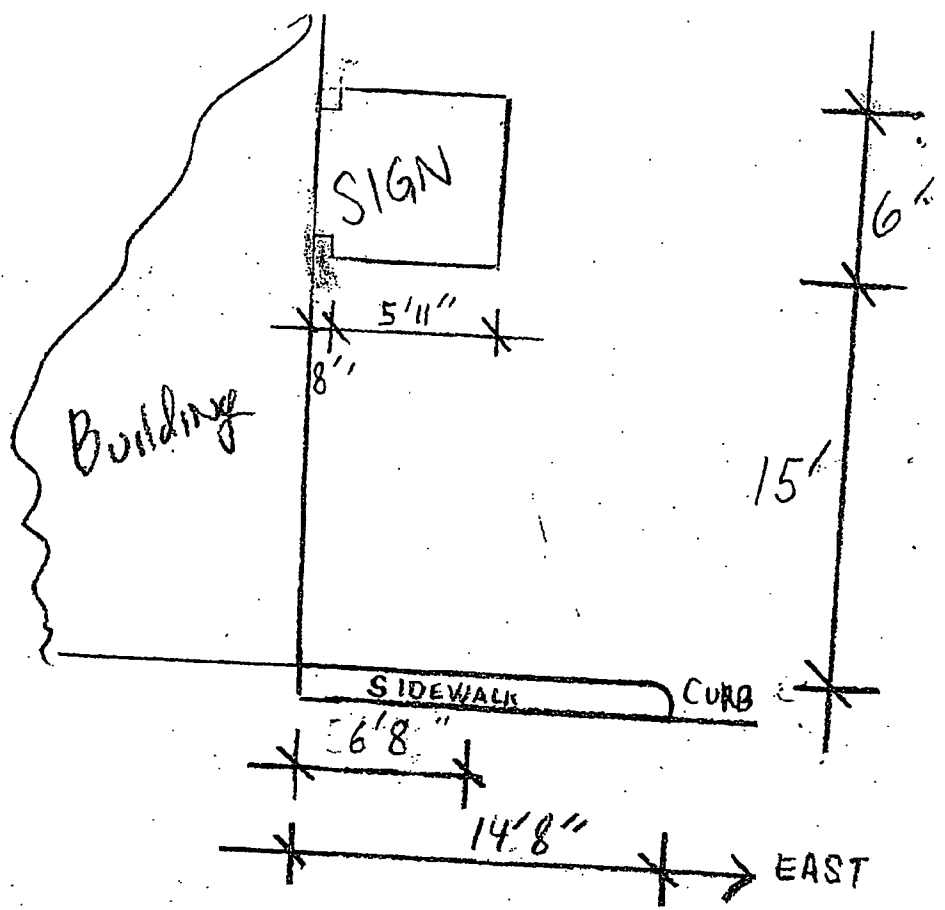 SIGN
6'
5'11"
8"
Building
15'
SIDEWALK
CURB
6'8"
14'8"
EAST